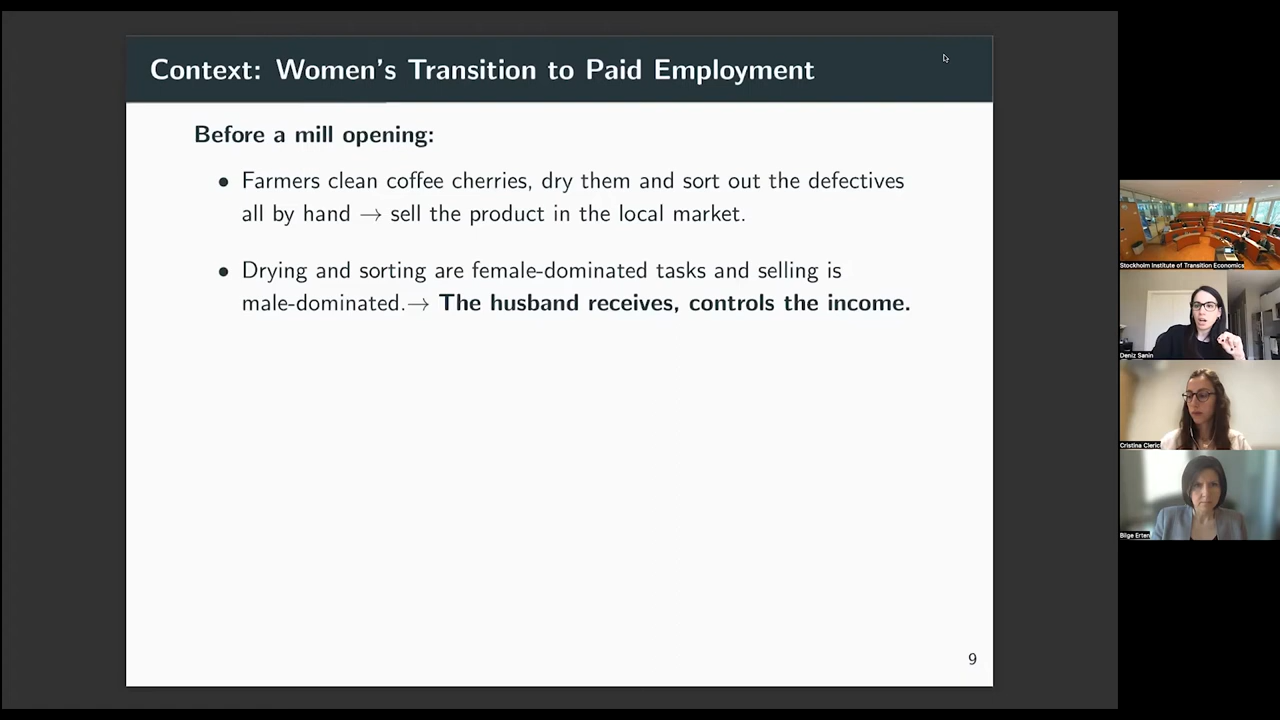 Context: Women's Transition to Paid Employment
Before a mill opening:
• Farmers clean coffee cherries, dry them and sort out the defectives
all by hand → sell the product in the local market.
• Drying and sorting are female-dominated tasks and selling is
male-dominated.→ The husband receives, controls the income.
9
Stockholm Institute of Transition Economics
Deniz Sanin
Cristina Clerici
Bilge Erten